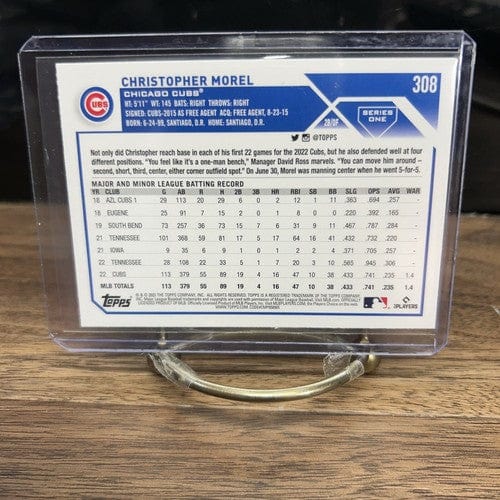 CHRISTOPHER MOREL
308
CUBS
CHICAGO CUBS®
HT: 5'11" WT: 145 BATS: RIGHT THROWS: RIGHT
SIGNED: CUBS-2015 AS FREE AGENT ACQ: FREE AGENT, 8-23-15
BORN: 6-24-99, SANTIAGO, D.R. HOME: SANTIAGO, D.R.
2B/OF
SERIES
ONE
@TOPPS
Not only did Christopher reach base in each of his first 22 games for the 2022 Cubs, but he also defended well at four
different positions. "You feel like it's a one-man bench," Manager David Ross marvels. "You can move him around –
second, short, third, center, either corner outfield spot." On June 30, Morel was manning center when he went 5-for-5.
MAJOR AND MINOR LEAGUE BATTING RECORD
YR CLUB G AB R H 2B 3B HR RBI SB BB SLG OPS AVG WAR
18 AZL CUBS 1 29 113 20 29 6 0 2 12 1 11 .363 .694 .257
18 EUGENE 25 91 7 15 2 0 1 8 0 .220 .392 .165 -
19 SOUTH BEND 73 257 36 73 15 7 6 31 9 11 .467 .787 .284 -
21 TENNESSEE 101 368 59 81 17 5 17 64 16 41 .432 .732 .220 -
21 IOWA 9 35 6 9 1 0 1 2 4 .371 .705 .257 -
22 TENNESSEE 28 108 22 33 7 .565 .945 .306 -
22 CUBS 113 379 55 89 19 4 16 47 10 38 .433 .741 .235 1.4
MLB TOTALS 113 379 55 89 19 4 16 47 10 38 .433 .741 .235 1.4
Topps
PLAYERS